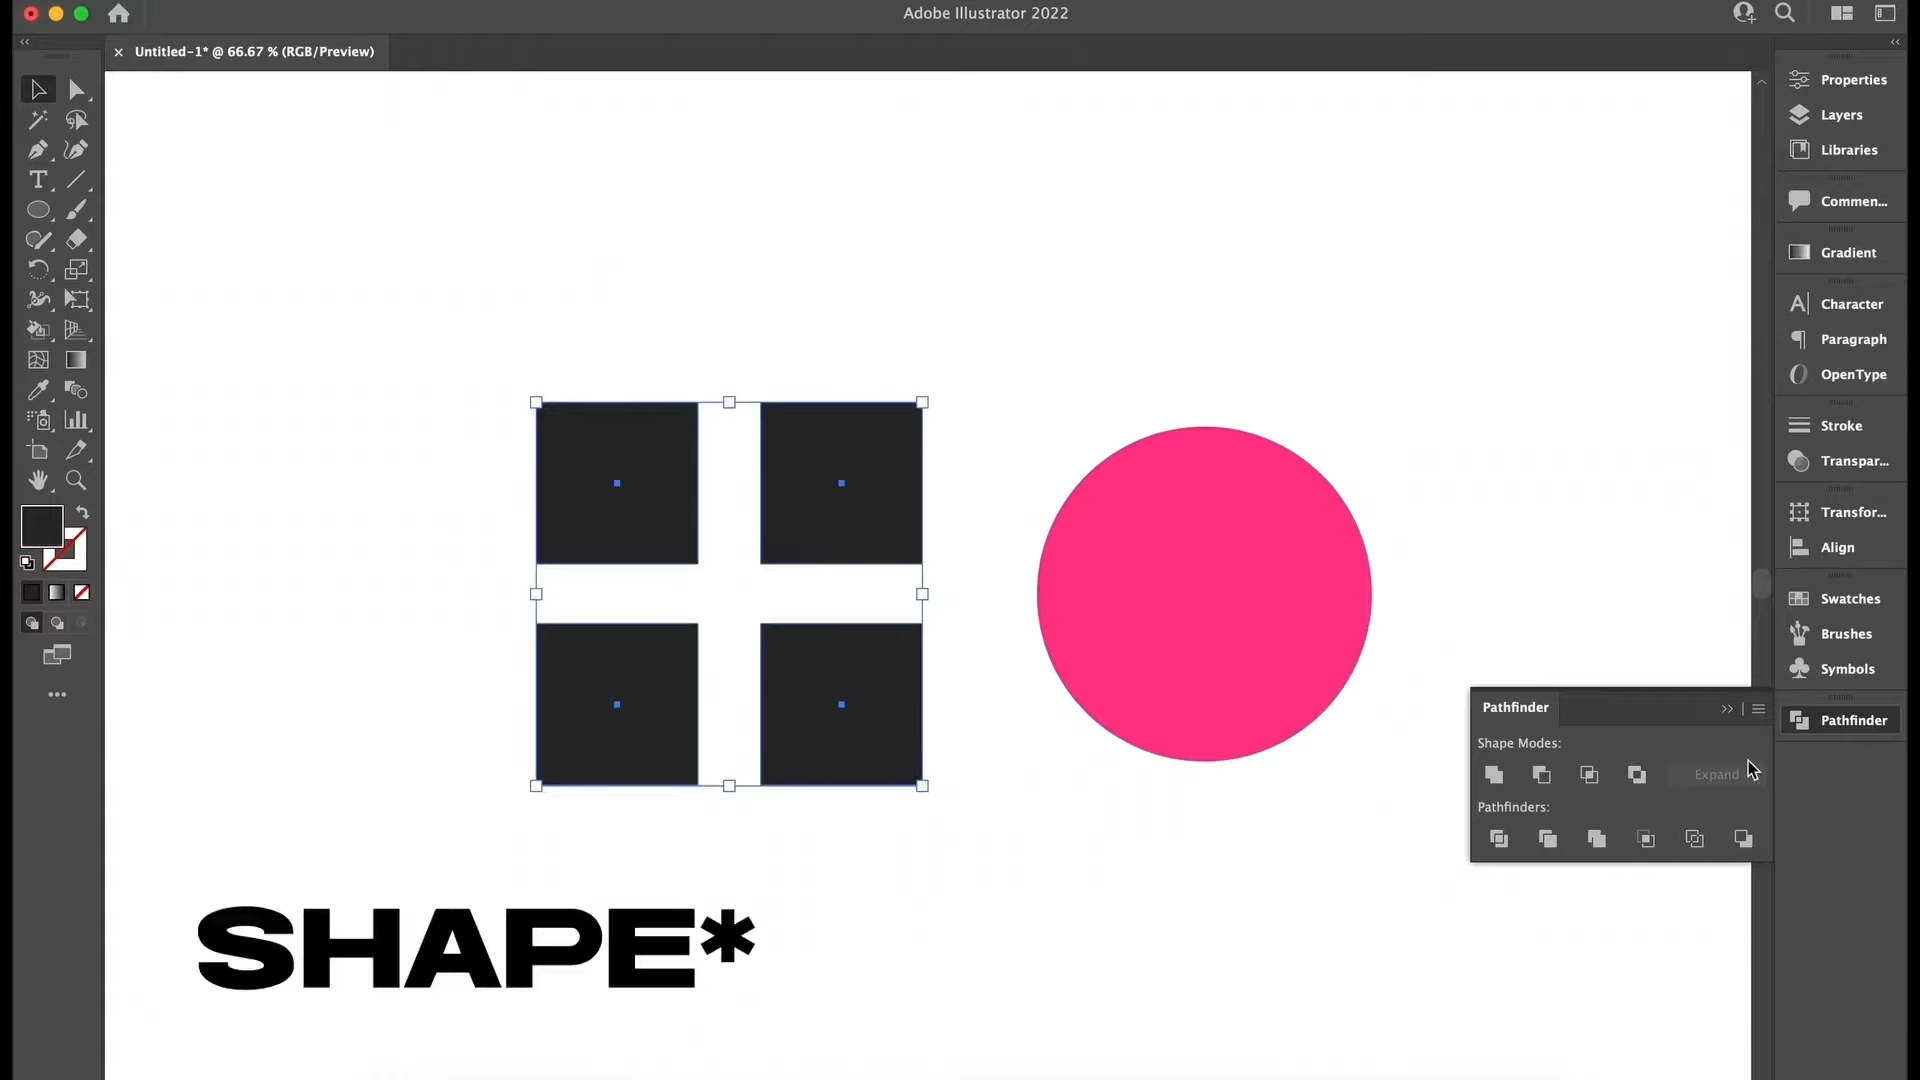 Adobe Illustrator 2022
Untitled-1* @ 66.67 % (RGB/Preview)
Properties
Layers
Libraries
Commen...
Gradient
Character
Paragraph
OpenType
Stroke
Transpar...
Transfor...
Align
Swatches
Brushes
Symbols
Pathfinder
Pathfinder
Shape Modes:
Expand
Pathfinders:
SHAPE*